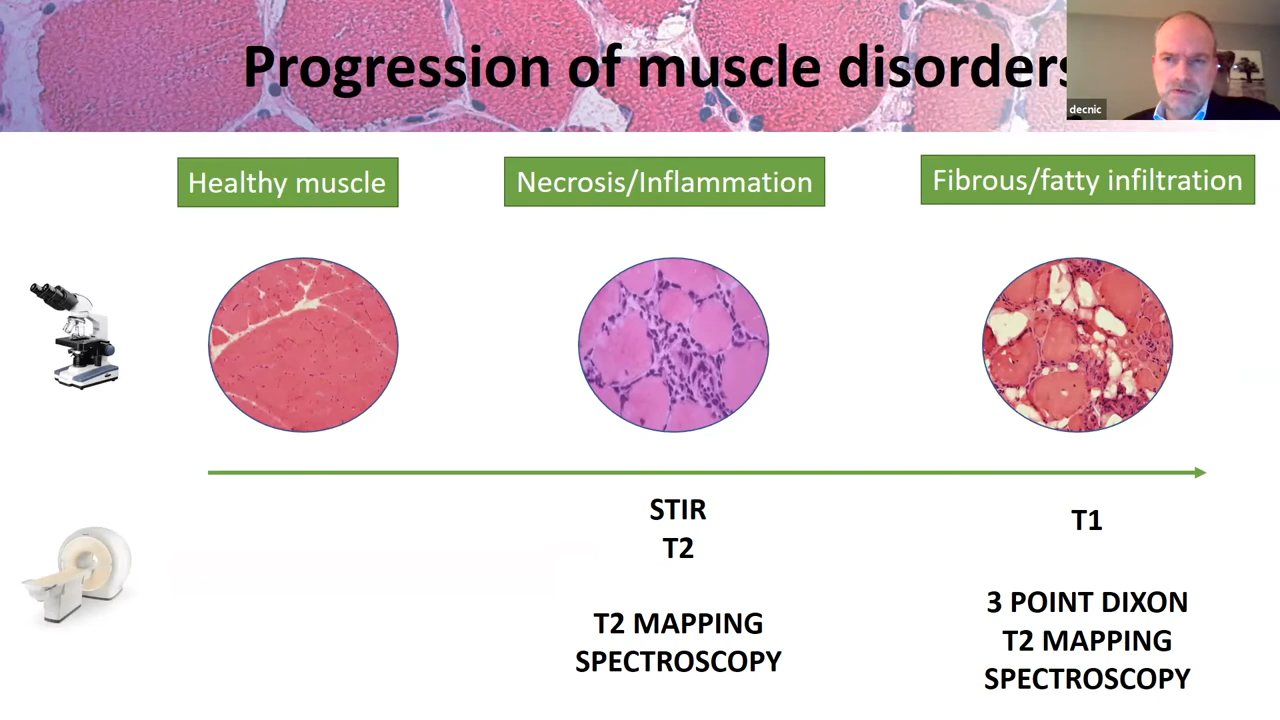 Progression of muscle disorders
decnic
Healthy muscle
Necrosis/Inflammation
Fibrous/fatty infiltration
STIR
T2
T1
T2 MAPPING
SPECTROSCOPY
3 POINT DIXON
T2 MAPPING
SPECTROSCOPY